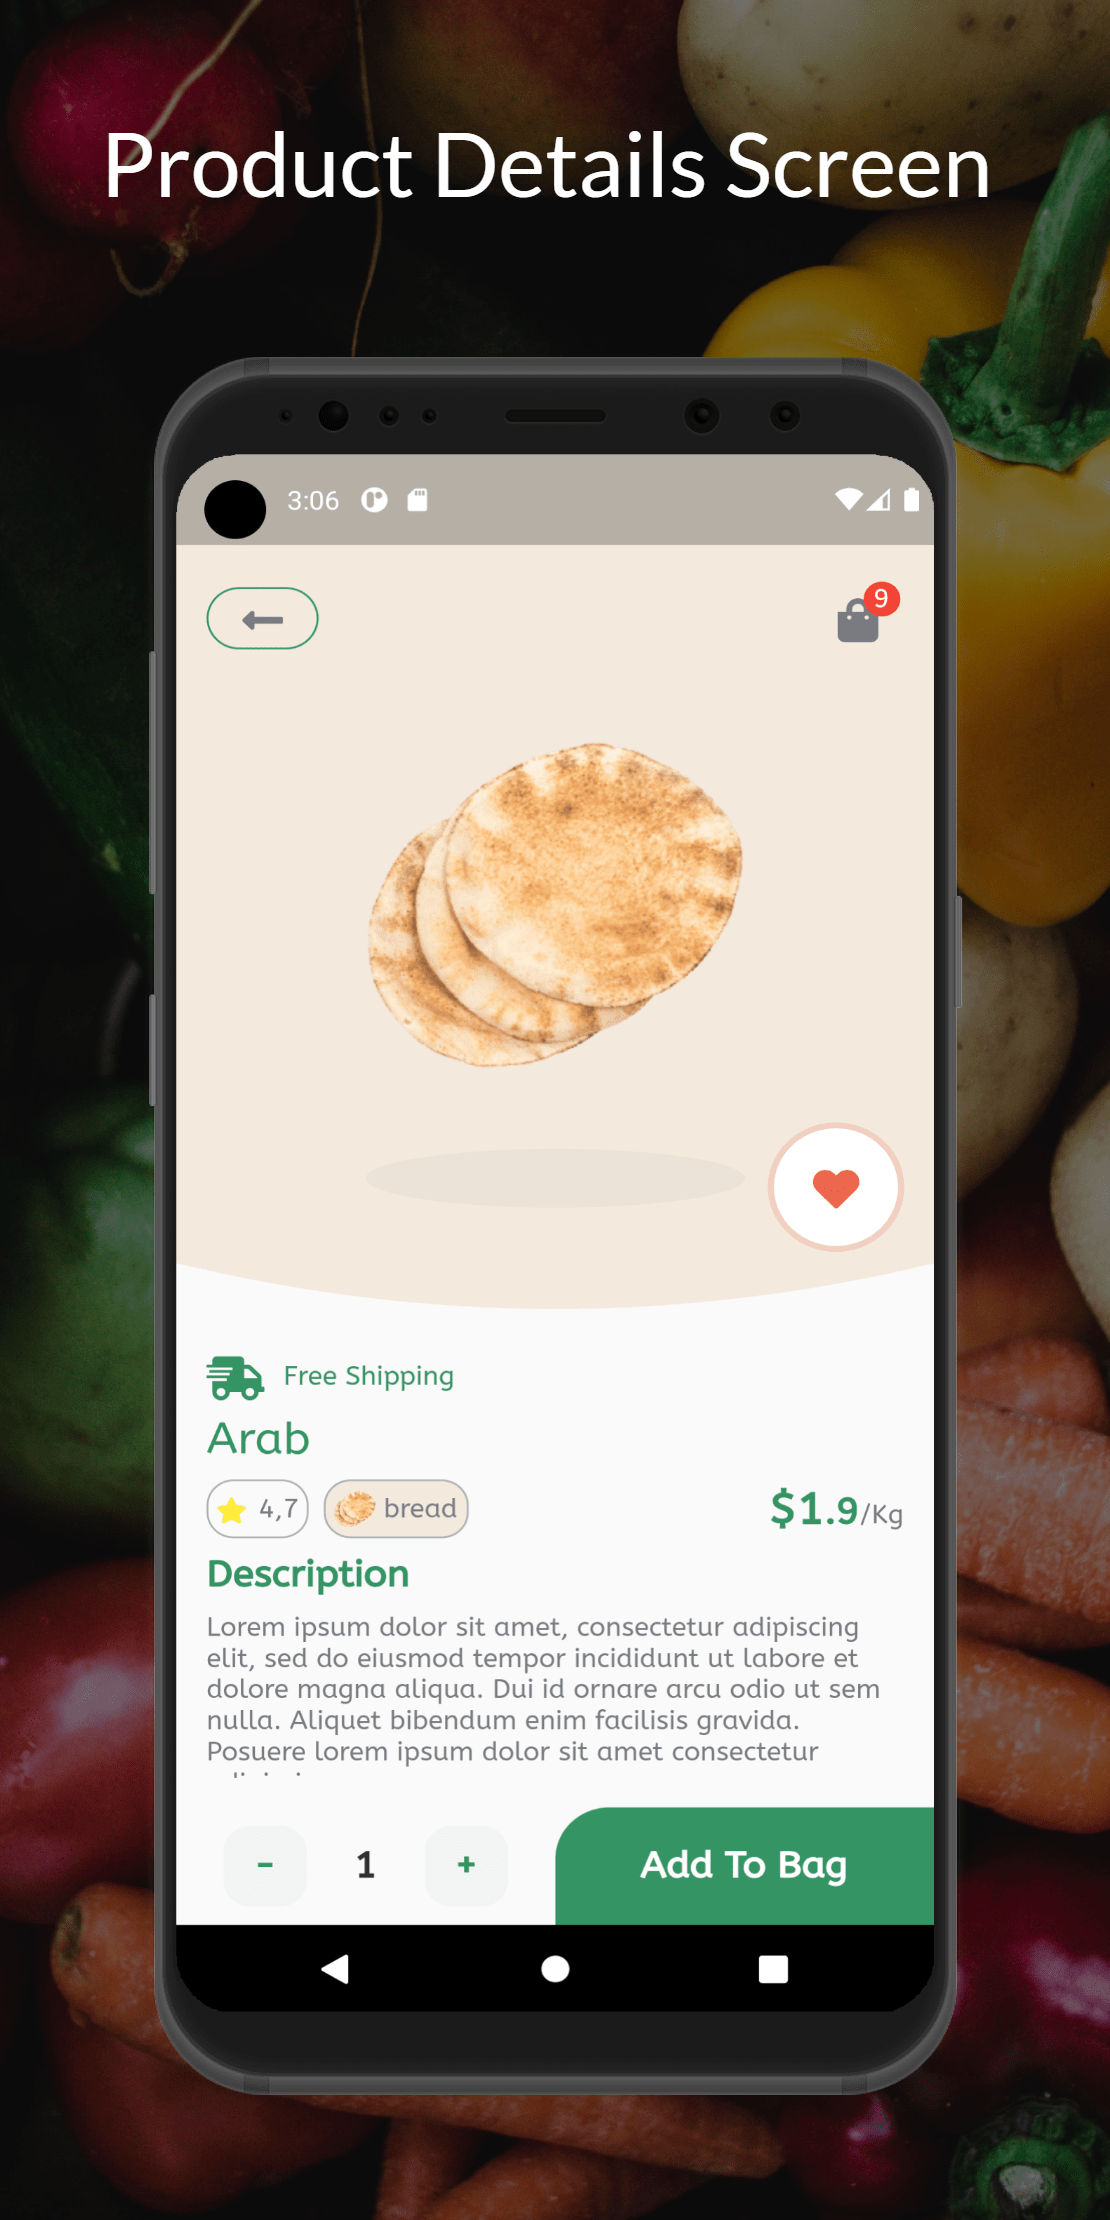 Product Details Screen
3:06
9
Free Shipping
Arab
4,7 bread $1.9/Kg
Description
Lorem ipsum dolor sit amet, consectetur adipiscing
elit, sed do eiusmod tempor incididunt ut labore et
dolore magna aliqua. Dui id ornare arcu odio ut sem
nulla. Aliquet bibendum enim facilisis gravida.
Posuere lorem ipsum dolor sit amet consectetur
- 1 + Add To Bag